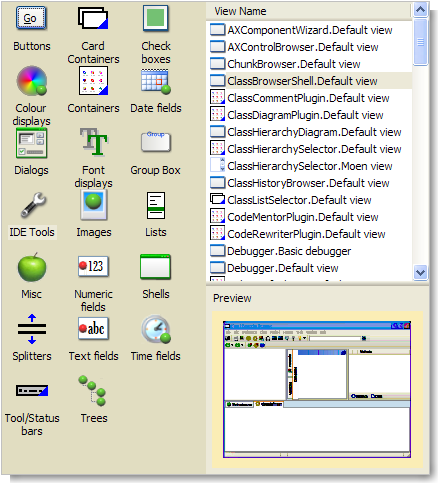 Go
Buttons
Card
Containers
Check
boxes
Colour
displays
Containers
Date fields
Dialogs
Font
displays
Group
Group Box
IDE Tools
Images
Lists
Misc
123
Numeric
fields
Shells
Splitters
abc
Text fields
Time fields
Tool/Status
bars
Trees
View Name
AXComponentWizard.Default view
AXControlBrowser.Default view
ChunkBrowser.Default view
ClassBrowserShell.Default view
ClassCommentPlugin.Default view
ClassDiagramPlugin.Default view
ClassHierarchyDiagram.Default view
ClassHierarchySelector.Default view
ClassHierarchySelector.Moen view
ClassHistoryBrowser.Default view
ClassListSelector.Default view
CodeMentorPlugin.Default view
CodeRewriterPlugin.Default view
Debugger.Basic debugger
Debugger.Default view
Preview